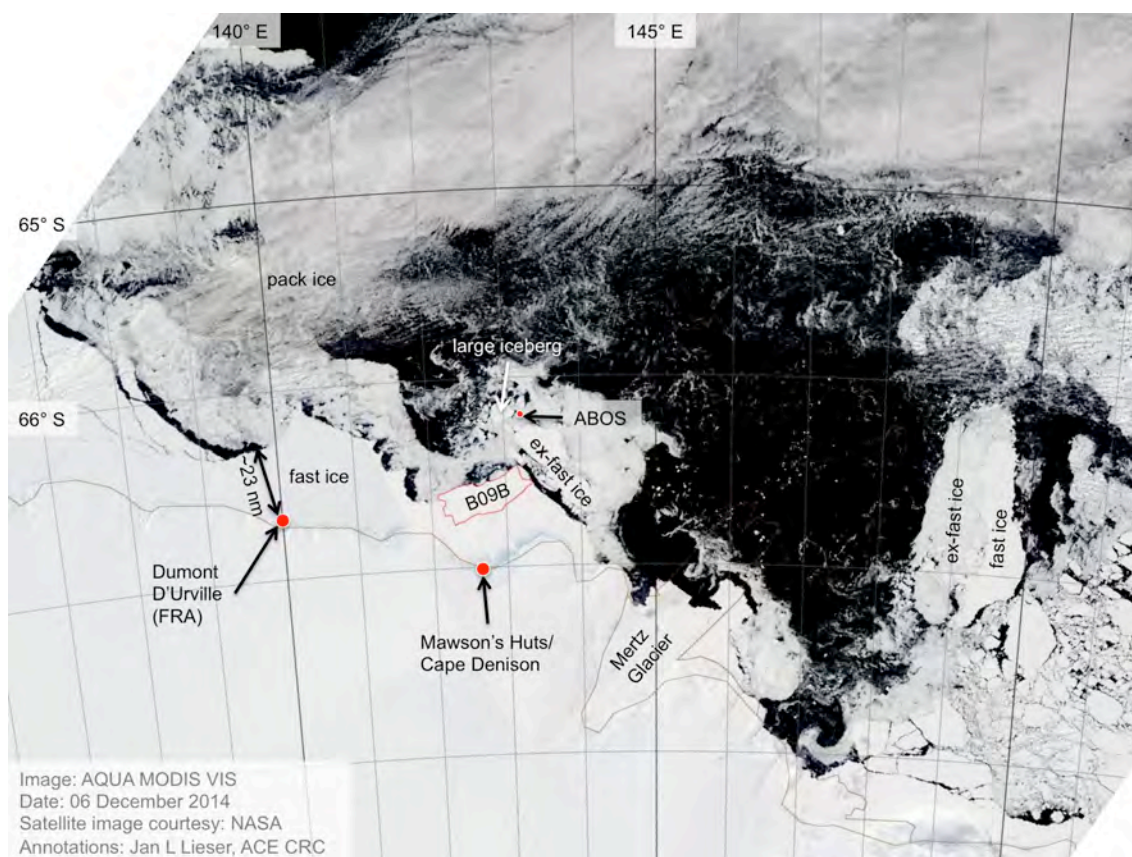 140° E
145° E
65° S
pack ice
large iceberg
66° S
ABOS
ex-fast ice
fast ice
~23 nm
B09B
ex-fast ice
fast ice
Dumont
D'Urville
(FRA)
Mawson's Huts/
Cape Denison
Mertz
Glacier
Image: AQUA MODIS VIS
Date: 06 December 2014
Satellite image courtesy: NASA
Annotations: Jan L Lieser, ACE CRC